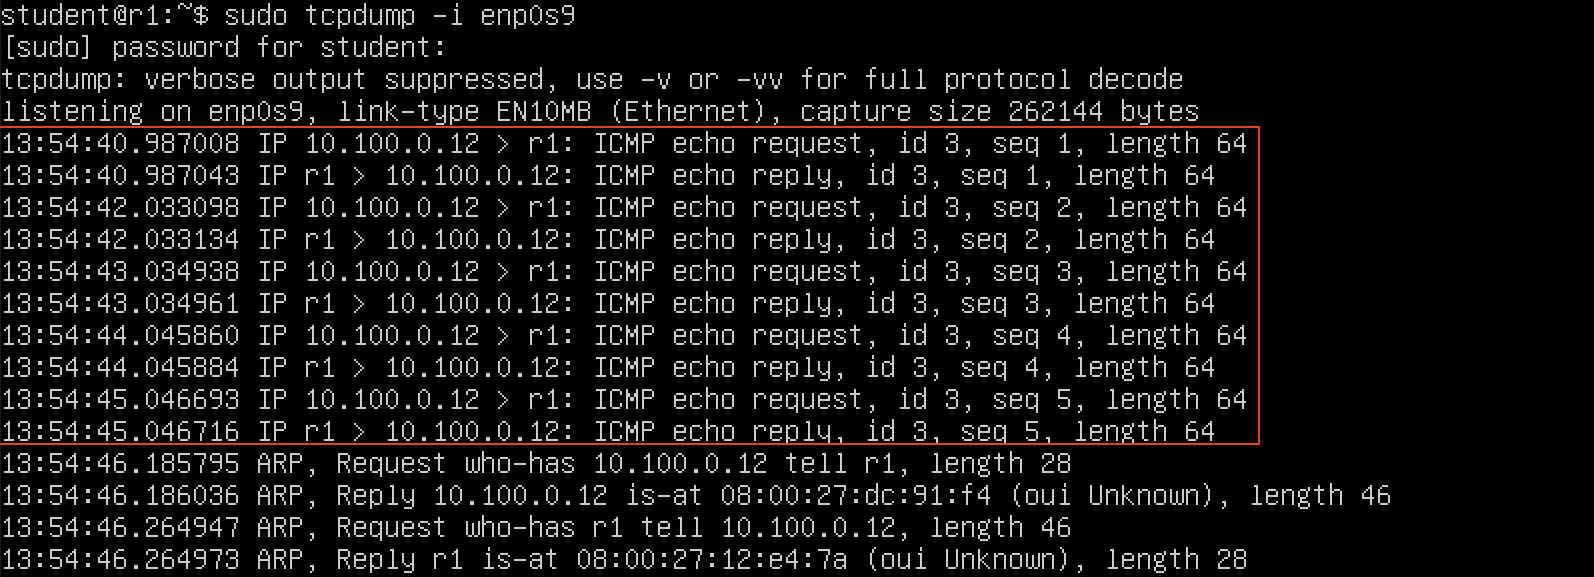 student@r1:~$ sudo tcpdump -i enp0s9
[sudo] password for student:
tcpdump: verbose output suppressed, use -v or -vv for full protocol decode
listening on enp0s9, link-type EN10MB (Ethernet), capture size 262144 bytes
13:54:40.987008 IP 10.100.0.12 > r1: ICMP echo request, id 3, seq 1, length 64
13:54:40.987043 IP r1 > 10.100.0.12: ICMP echo reply, id 3, seq 1, length 64
13:54:42.033098 IP 10.100.0.12 > r1: ICMP echo request, id 3, seq 2, length 64
13:54:42.033134 IP r1 > 10.100.0.12: ICMP echo reply, id 3, seq 2, length 64
13:54:43.034938 IP 10.100.0.12 > r1: ICMP echo request, id 3, seq 3, length 64
13:54:43.034961 IP r1 > 10.100.0.12: ICMP echo reply, id 3, seq 3, length 64
13:54:44.045860 IP 10.100.0.12 > r1: ICMP echo request, id 3, seq 4, length 64
13:54:44.045884 IP r1 > 10.100.0.12: ICMP echo reply, id 3, seq 4, length 64
13:54:45.046693 IP 10.100.0.12 > r1: ICMP echo request, id 3, seq 5, length 64
13:54:45.046716 IP r1 > 10.100.0.12: ICMP echo reply, id 3, seq 5, length 64
13:54:46.185795 ARP, Request who-has 10.100.0.12 tell r1, length 28
13:54:46.186036 ARP, Reply 10.100.0.12 is-at 08:00:27:dc:91:f4 (oui Unknown), length 46
13:54:46.264947 ARP, Request who-has r1 tell 10.100.0.12, length 46
13:54:46.264973 ARP, Reply r1 is-at 08:00:27:12:e4:7a (oui Unknown), length 28